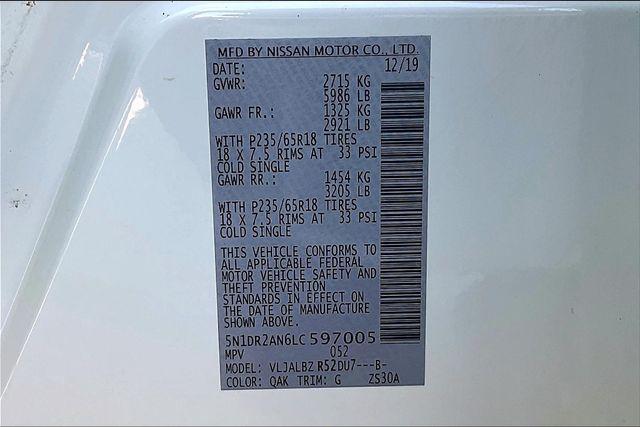 MFD BY NISSAN MOTOR CO., LTD.
DATE: 12/19
GVWR: 2715 KG
5986 LB
GAWR FR.: 1325 KG
2921 LB
WITH P235/65R18 TIRES
18 X 7.5 RIMS AT 33 PSI
COLD SINGLE
GAWR RR.: 1454 KG
3205 LB
WITH P235/65R18 TIRES
18 X 7.5 RIMS AT 33 PSI
COLD SINGLE
THIS VEHICLE CONFORMS TO
ALL APPLICABLE FEDERAL
MOTOR VEHICLE SAFETY AND
THEFT PREVENTION
STANDARDS IN EFFECT ON
THE DATE OF MANUFACTURE
SHOWN ABOVE.
5N1DR2AN6LC597005
MPV 052
MODEL: VLJALBZ R52DU7---B-
COLOR: QAK TRIM: G ZS30A